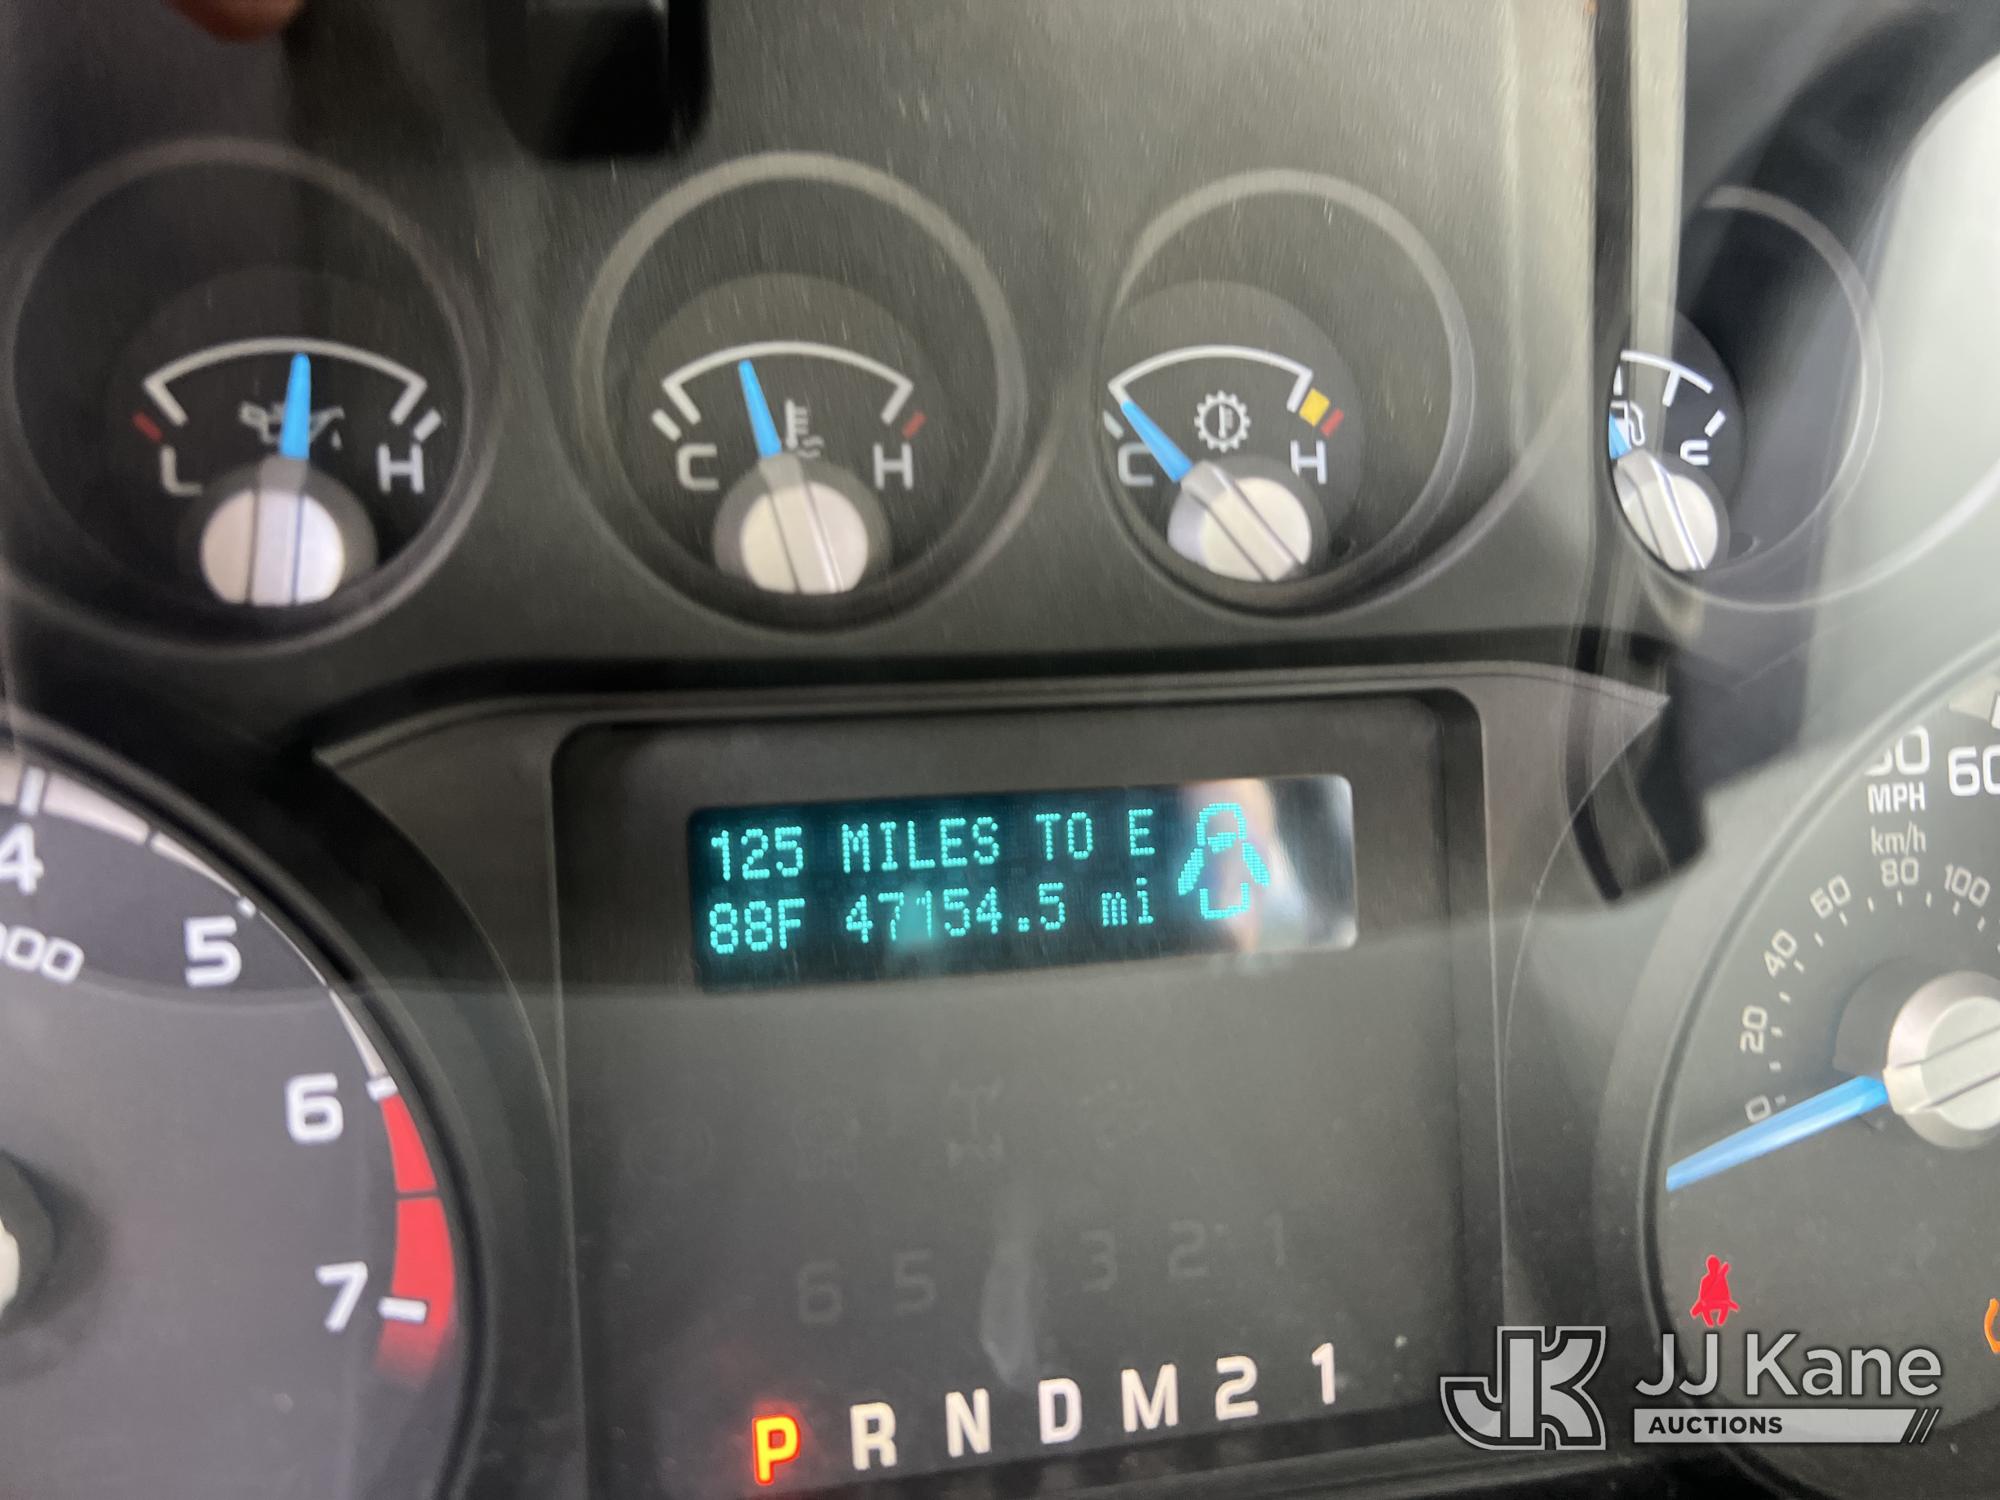 L H
C H
C H
E
125 MILES TO E
88F 47154.5 mi
4
5
6
7
000
MPH
60
km/h
0 20 40 60 80 100
6 5 3 2 1
P R N D M 2 1
JK JJ Kane
AUCTIONS